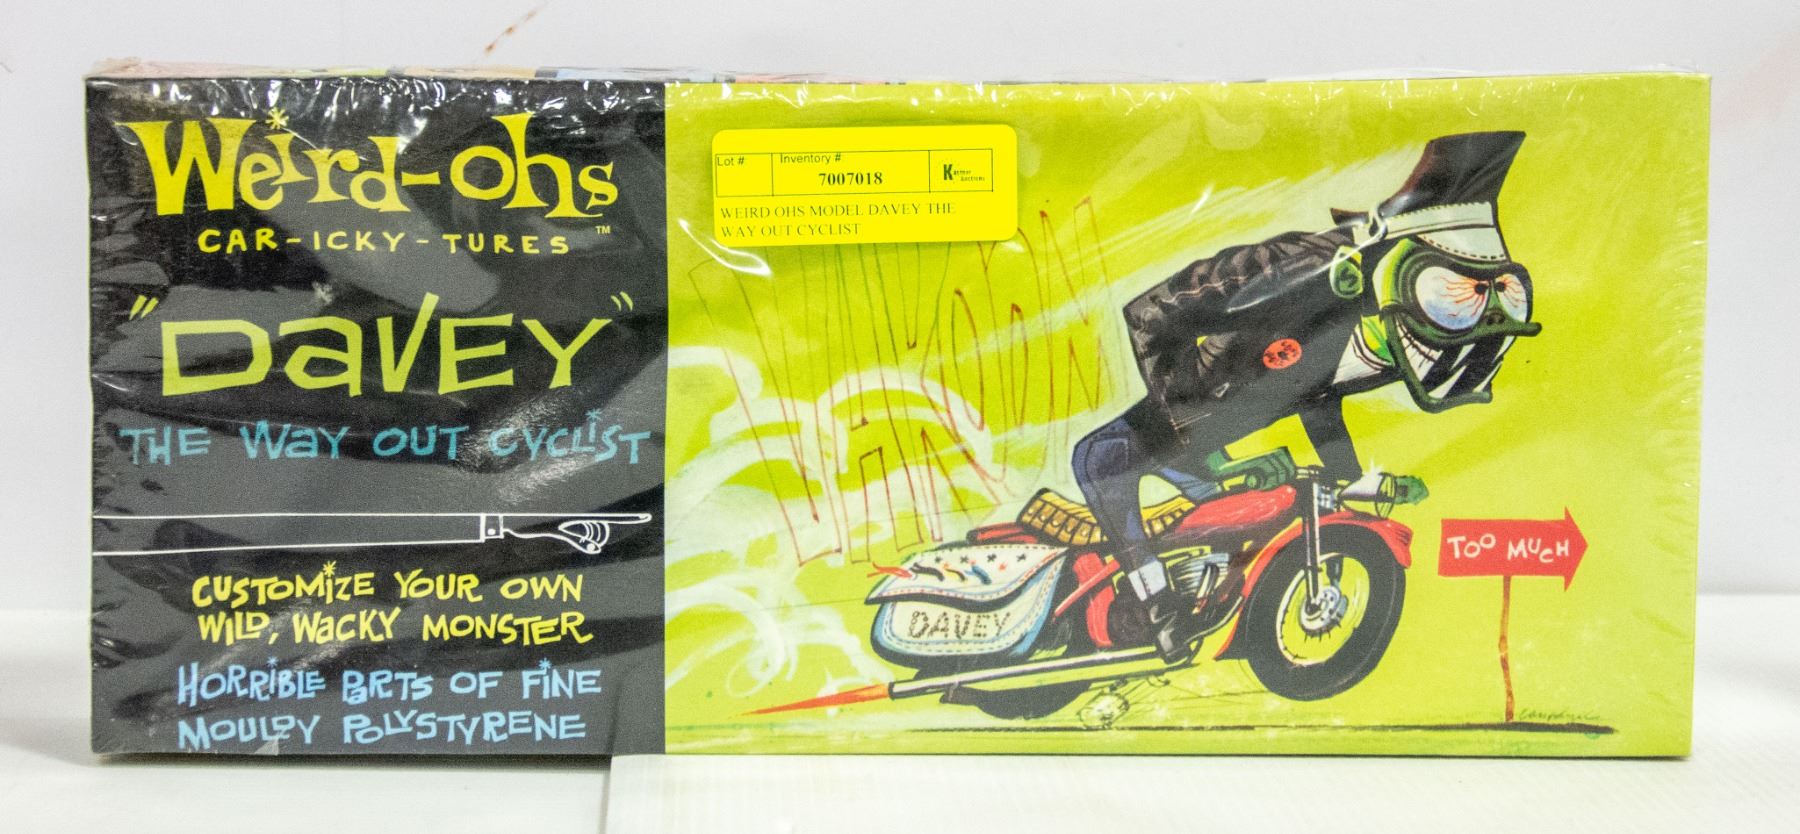 Weird-ohs
CAR-ICKY-TURES™
"DAVEY"
THE WAY OUT CYCLIST
CUSTOMIZE YOUR OWN
WILD, WACKY MONSTER
HORRIBLE PARTS OF FINE
MOULDY POLYSTYRENE
Lot #: Inventory #:
7007018
WEIRD OHS MODEL DAVEY THE
WAY OUT CYCLIST
DAVEY
TOO MUCH